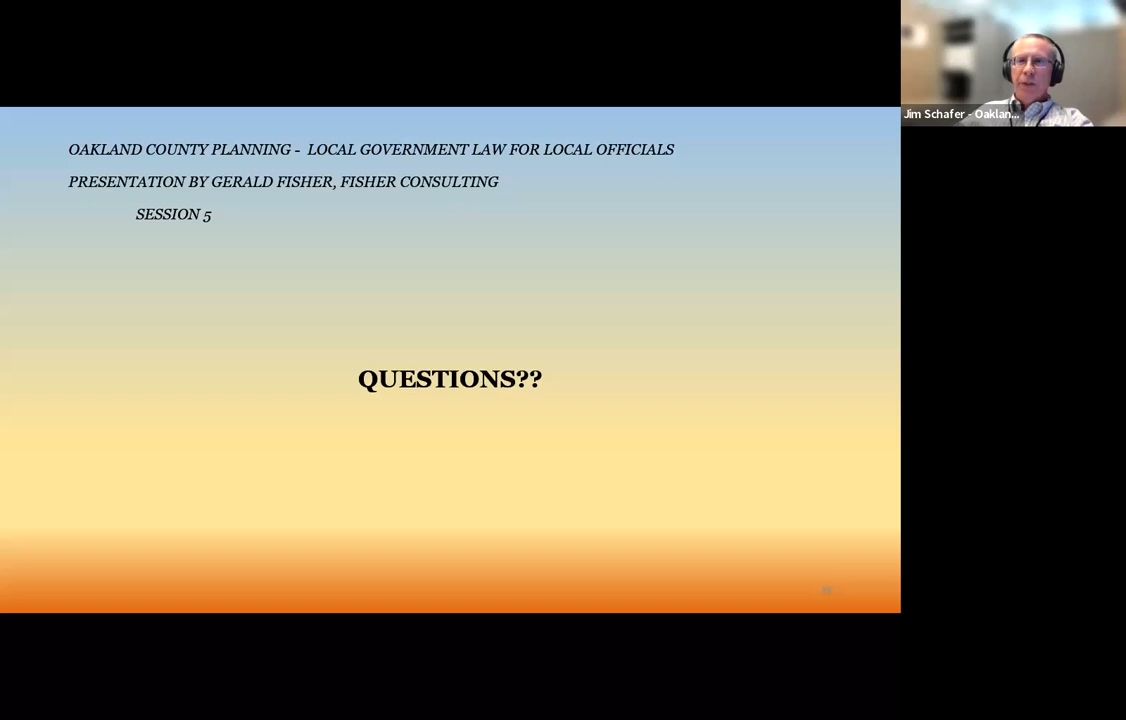 OAKLAND COUNTY PLANNING - LOCAL GOVERNMENT LAW FOR LOCAL OFFICIALS
PRESENTATION BY GERALD FISHER, FISHER CONSULTING
SESSION 5
QUESTIONS??
Jim Schafer - Oaklan...